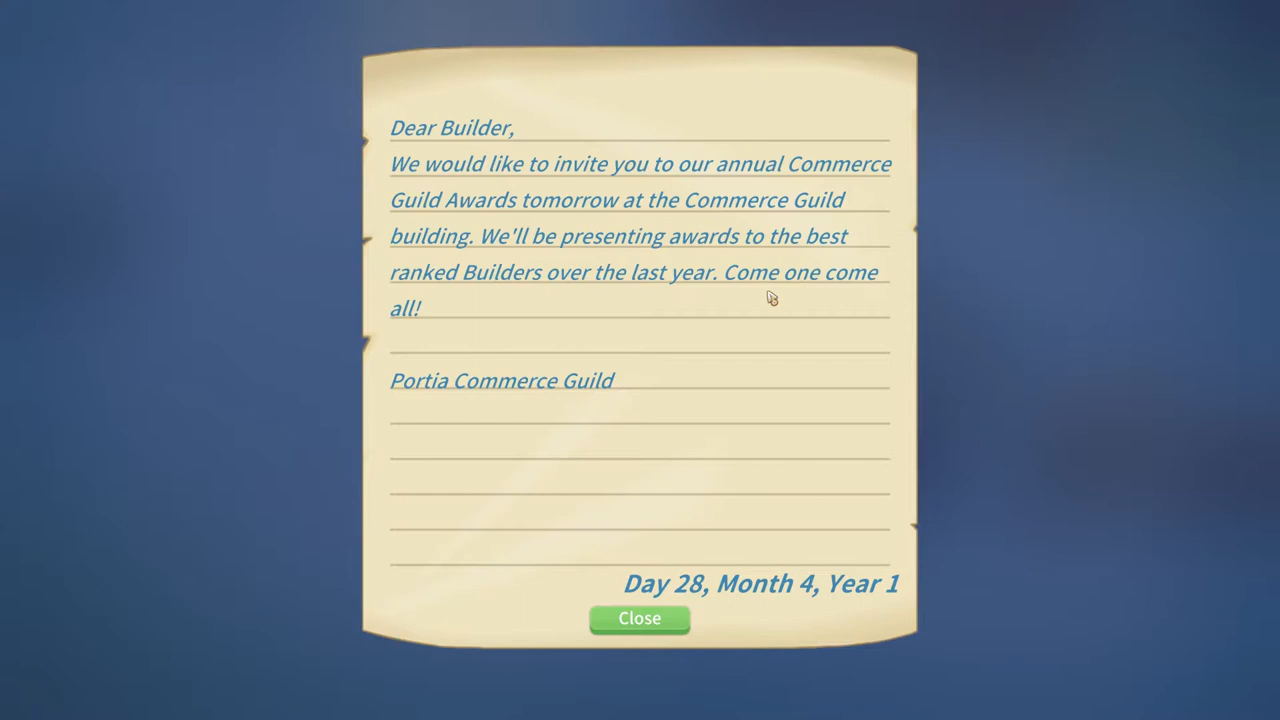 Dear Builder,
We would like to invite you to our annual Commerce
Guild Awards tomorrow at the Commerce Guild
building. We'll be presenting awards to the best
ranked Builders over the last year. Come one come
all!
Portia Commerce Guild
Day 28, Month 4, Year 1
Close